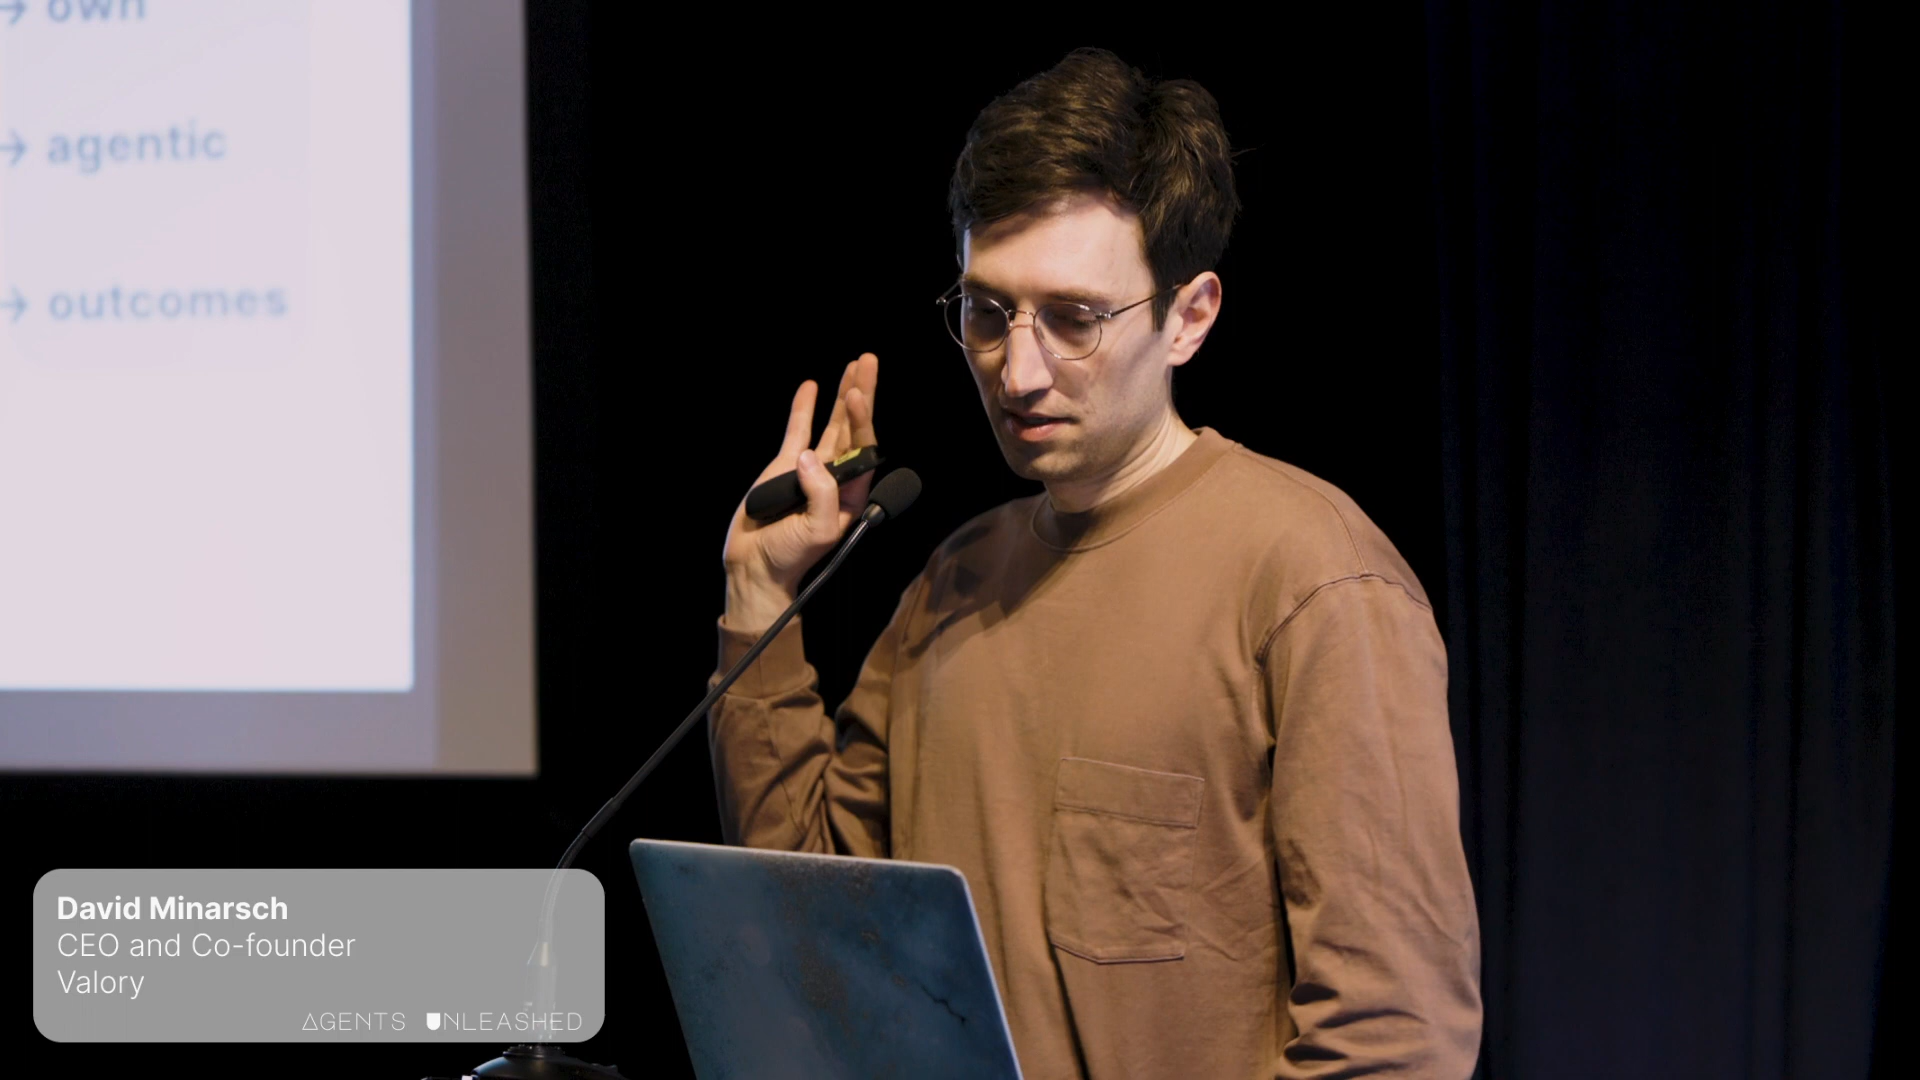 → own
→ agentic
→ outcomes
David Minarsch
CEO and Co-founder
Valory
AGENTS UNLEASHED